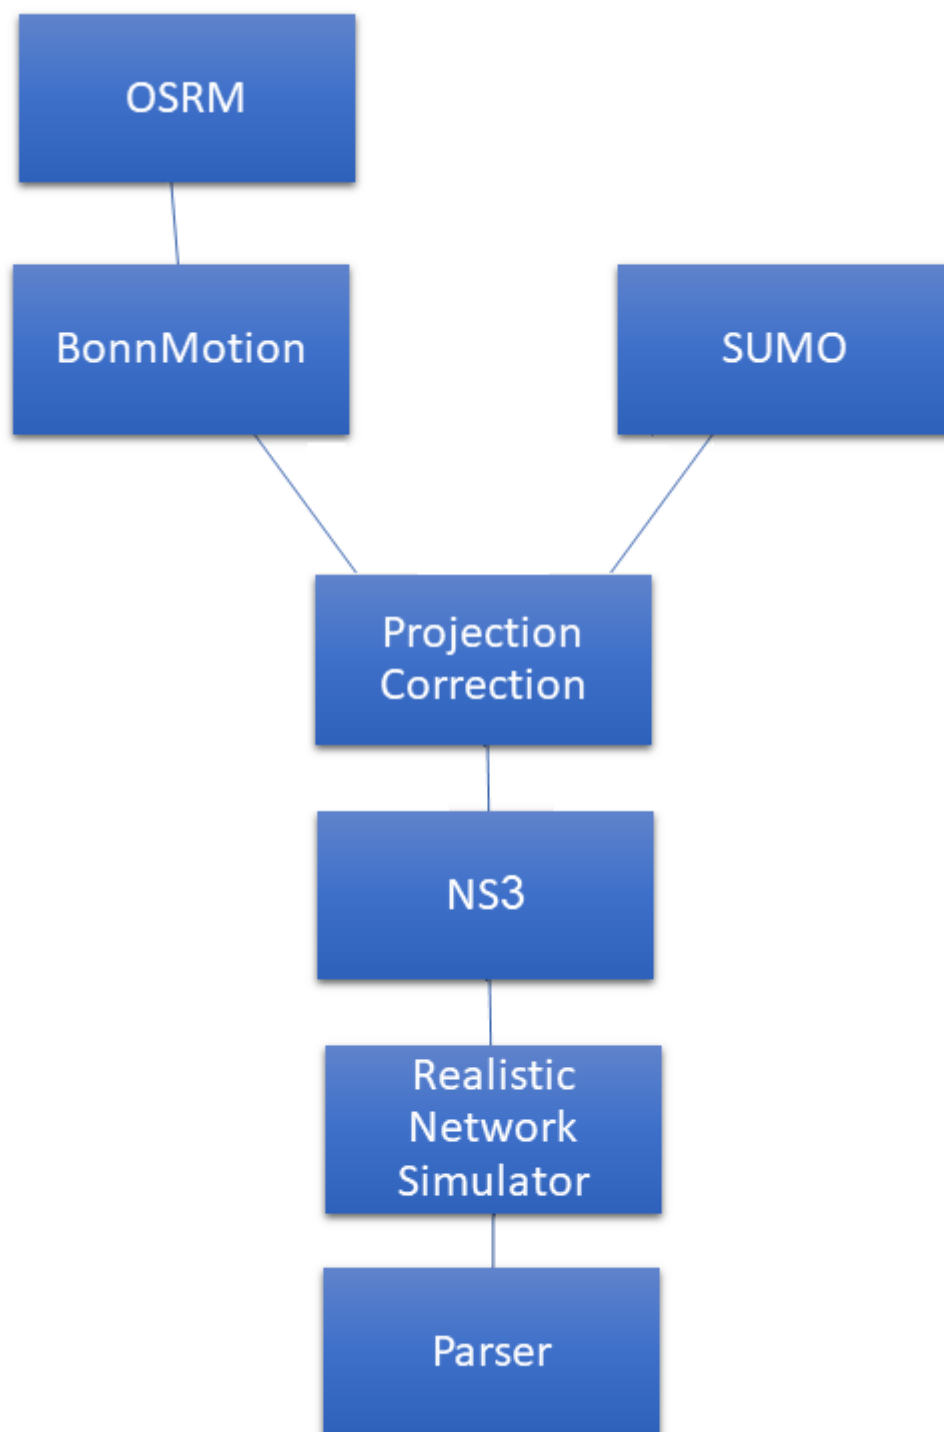 OSRM
BonnMotion
SUMO
Projection
Correction
NS3
Realistic
Network
Simulator
Parser